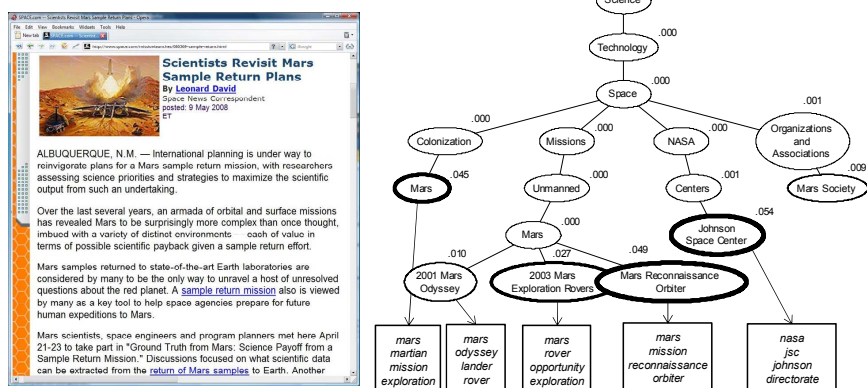 SPACE.com -- Scientists Revisit Mars Sample Return Plans - Opera
File Edit View Bookmarks Widgets Tools Help
New tab
Scientists Revisit Mars
Sample Return Plans
By Leonard David
Space News Correspondent
posted: 9 May 2008
ET
ALBUQUERQUE, N.M. — International planning is under way to
reinvigorate plans for a Mars sample return mission, with researchers
assessing science priorities and strategies to maximize the scientific
output from such an undertaking.
Over the last several years, an armada of orbital and surface missions
has revealed Mars to be surprisingly more complex than once thought,
imbued with a variety of distinct environments — each of value in
terms of possible scientific payback given a sample return effort.
Mars samples returned to state-of-the-art Earth laboratories are
considered by many to be the only way to unravel a host of unresolved
questions about the red planet. A sample return mission also is viewed
by many as a key tool to help space agencies prepare for future
human expeditions to Mars.
Mars scientists, space engineers and program planners met here April
21-23 to take part in "Ground Truth from Mars: Science Payoff from a
Sample Return Mission." Discussions focused on what scientific data
can be extracted from the return of Mars samples to Earth. Another
Science
.000
Technology
.000
Space
.000
Colonization
.000
Missions
.000
NASA
.001
Organizations
and
Associations
.045
Mars
.000
Unmanned
.001
Centers
.009
Mars Society
.000
Mars
.054
Johnson
Space Center
.010
2001 Mars
Odyssey
.027
2003 Mars
Exploration Rovers
.049
Mars Reconnaissance
Orbiter
mars
martian
mission
exploration
mars
odyssey
lander
rover
mars
rover
opportunity
exploration
mars
mission
reconnaissance
orbiter
nasa
jsc
johnson
directorate